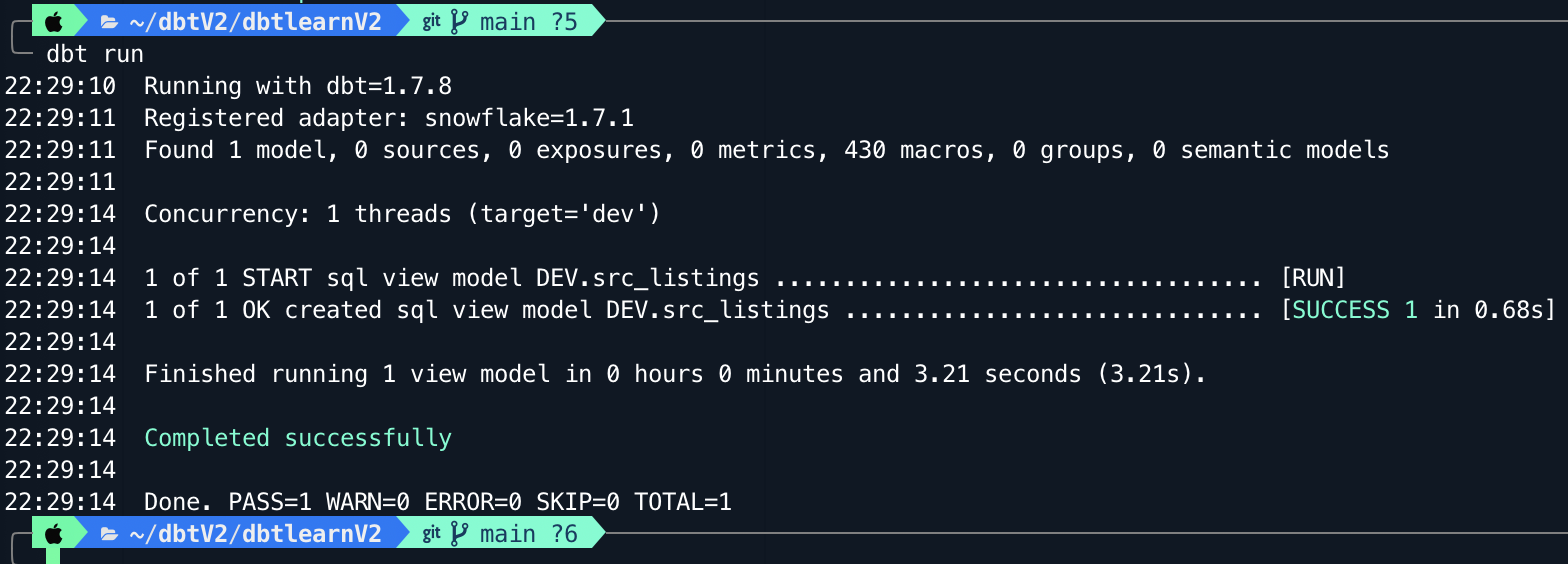 ~/dbtV2/dbtlearnV2 git main ?5
dbt run
22:29:10  Running with dbt=1.7.8
22:29:11  Registered adapter: snowflake=1.7.1
22:29:11  Found 1 model, 0 sources, 0 exposures, 0 metrics, 430 macros, 0 groups, 0 semantic models
22:29:11
22:29:14  Concurrency: 1 threads (target='dev')
22:29:14
22:29:14  1 of 1 START sql view model DEV.src_listings ................................... [RUN]
22:29:14  1 of 1 OK created sql view model DEV.src_listings .............................. [SUCCESS 1 in 0.68s]
22:29:14
22:29:14  Finished running 1 view model in 0 hours 0 minutes and 3.21 seconds (3.21s).
22:29:14
22:29:14  Completed successfully
22:29:14
22:29:14  Done. PASS=1 WARN=0 ERROR=0 SKIP=0 TOTAL=1
~/dbtV2/dbtlearnV2 git main ?6